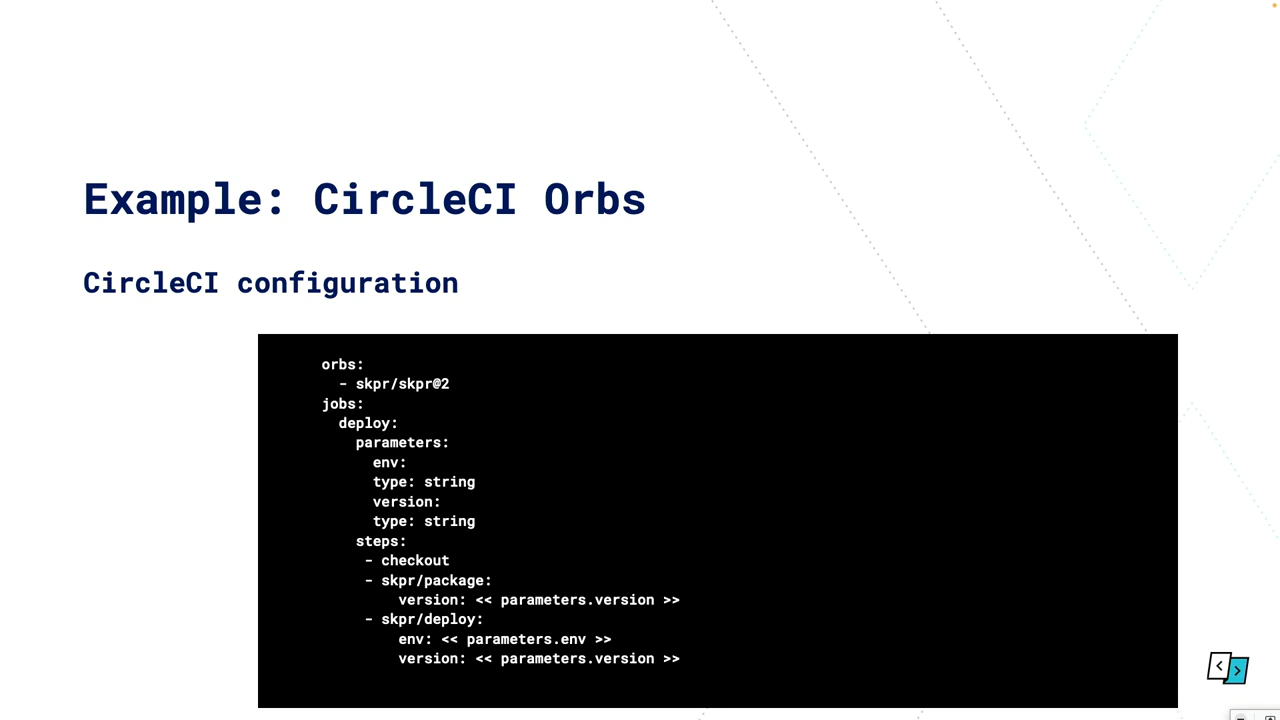 Example: CircleCI Orbs
CircleCI configuration
orbs:
  - skpr/skpr@2
jobs:
  deploy:
    parameters:
      env:
      type: string
      version:
      type: string
    steps:
     - checkout
     - skpr/package:
         version: << parameters.version >>
     - skpr/deploy:
         env: << parameters.env >>
         version: << parameters.version >>